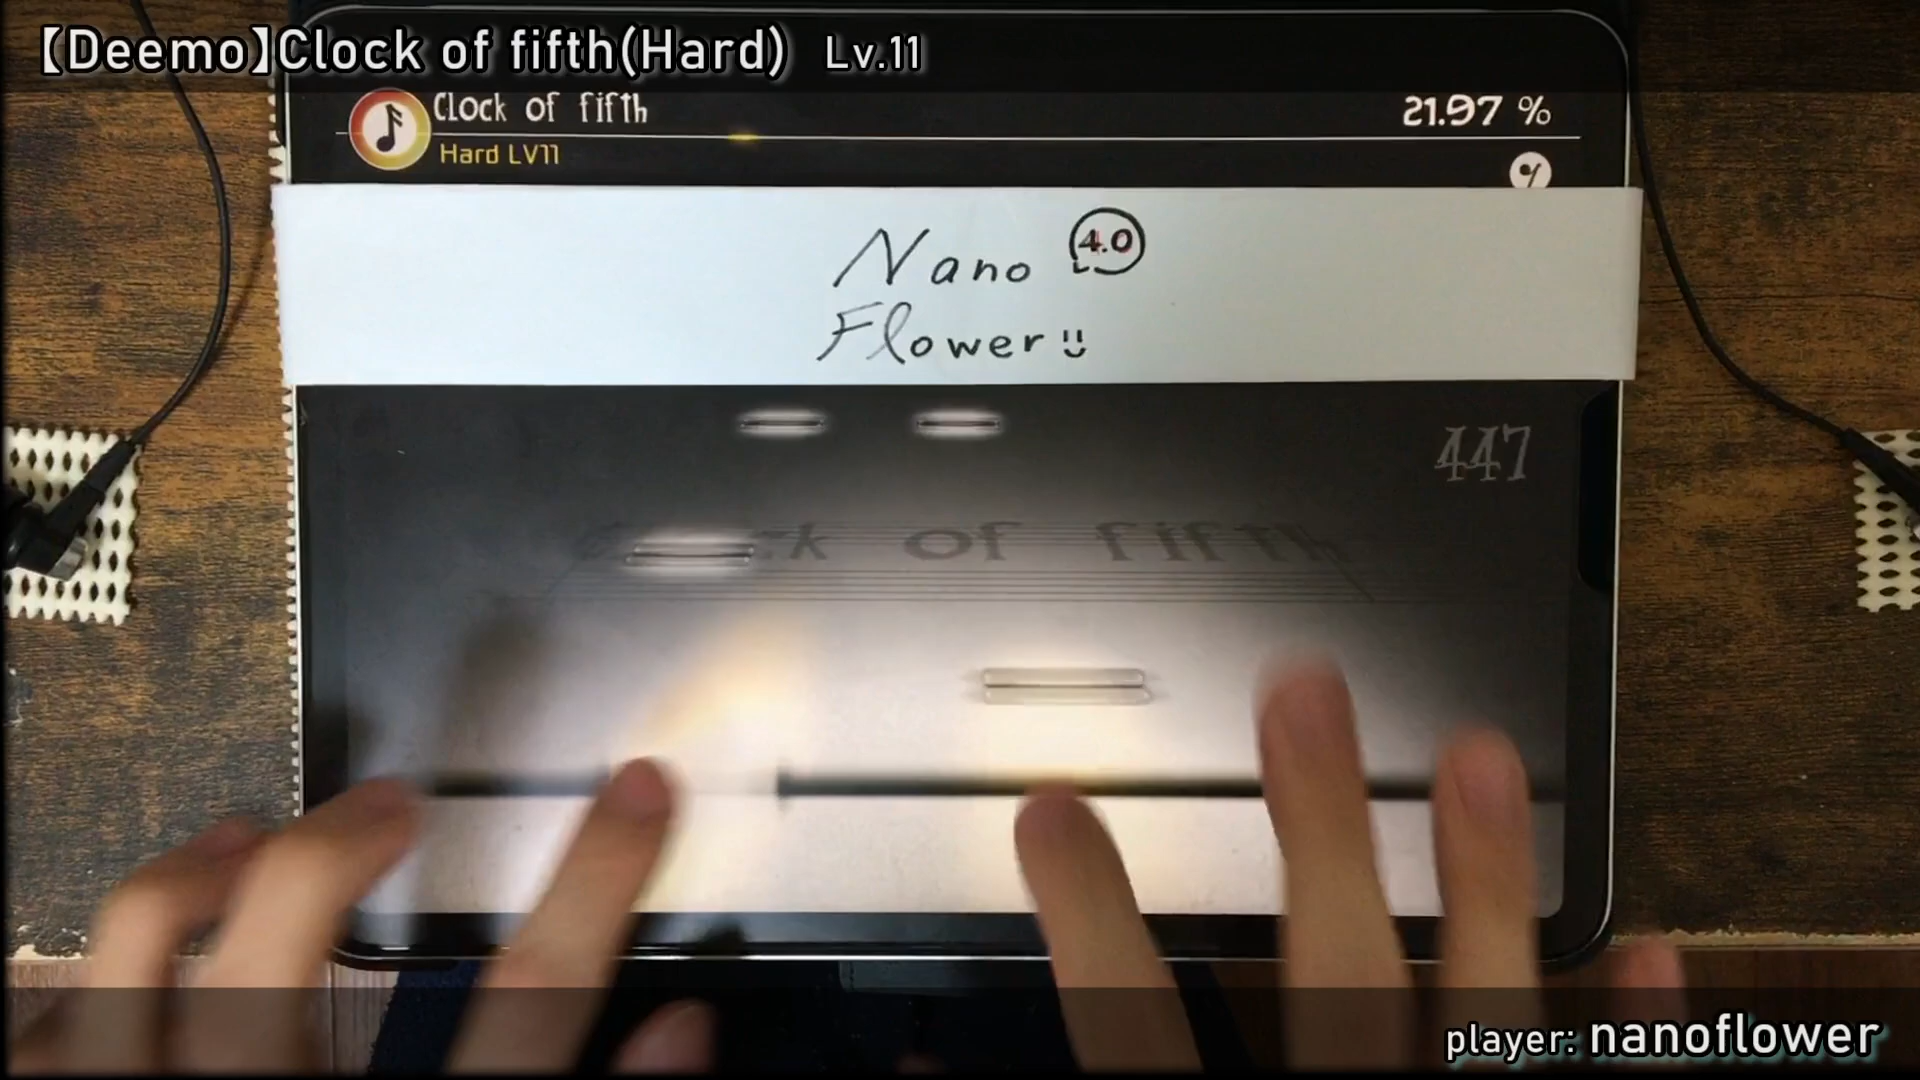 【Deemo】Clock of fifth(Hard) Lv.11
Clock of fifth
21.97 %
Hard LV11
Nano 4.0
Flower
447
Clock of fifth
player: nanoflower